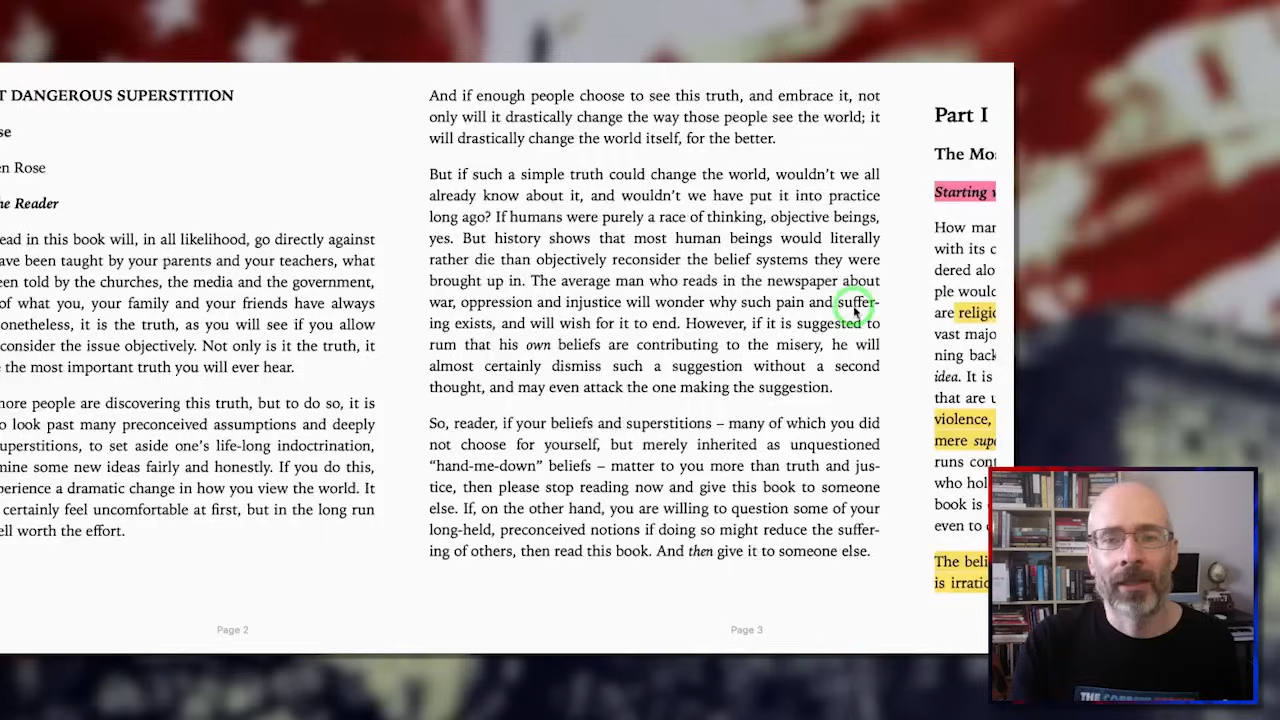 T DANGEROUS SUPERSTITION
se
en Rose
he Reader
ead in this book will, in all likelihood, go directly against
ave been taught by your parents and your teachers, what
een told by the churches, the media and the government,
of what you, your family and your friends have always
onetheless, it is the truth, as you will see if you allow
consider the issue objectively. Not only is it the truth, it
e the most important truth you will ever hear.
more people are discovering this truth, but to do so, it is
o look past many preconceived assumptions and deeply
uperstitions, to set aside one’s life-long indoctrination,
mine some new ideas fairly and honestly. If you do this,
perience a dramatic change in how you view the world. It
certainly feel uncomfortable at first, but in the long run
ell worth the effort.
Page 2
And if enough people choose to see this truth, and embrace it, not
only will it drastically change the way those people see the world; it
will drastically change the world itself, for the better.
But if such a simple truth could change the world, wouldn’t we all
already know about it, and wouldn’t we have put it into practice
long ago? If humans were purely a race of thinking, objective beings,
yes. But history shows that most human beings would literally
rather die than objectively reconsider the belief systems they were
brought up in. The average man who reads in the newspaper about
war, oppression and injustice will wonder why such pain and suffer-
ing exists, and will wish for it to end. However, if it is suggested to
rum that his own beliefs are contributing to the misery, he will
almost certainly dismiss such a suggestion without a second
thought, and may even attack the one making the suggestion.
So, reader, if your beliefs and superstitions – many of which you did
not choose for yourself, but merely inherited as unquestioned
“hand-me-down” beliefs – matter to you more than truth and jus-
tice, then please stop reading now and give this book to someone
else. If, on the other hand, you are willing to question some of your
long-held, preconceived notions if doing so might reduce the suffer-
ing of others, then read this book. And then give it to someone else.
Page 3
Part I
The Mo
Starting
How mar
with its c
dered alo
ple would
are religi
vast majo
ning back
idea. It is
that are u
violence,
mere supe
runs cont
who hol
book is
even to
The beli
is irratio
THE CORBETT